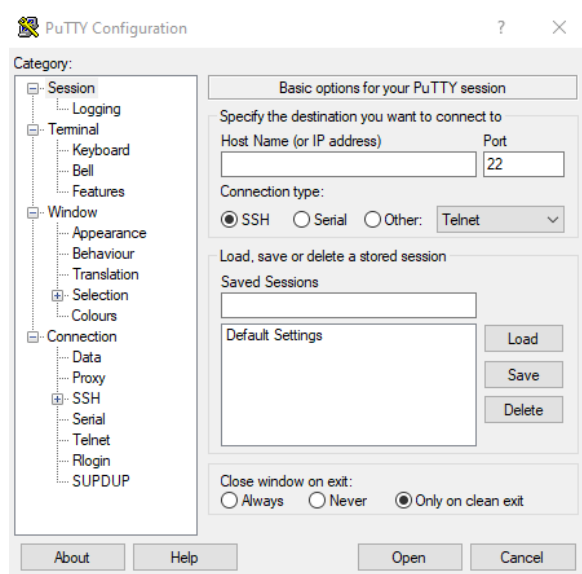 PuTTY Configuration
?
Category:
Session
Logging
Terminal
Keyboard
Bell
Features
Window
Appearance
Behaviour
Translation
Selection
Colours
Connection
Data
Proxy
SSH
Serial
Telnet
Rlogin
SUPDUP
Basic options for your PuTTY session
Specify the destination you want to connect to
Host Name (or IP address) Port
22
Connection type:
SSH Serial Other: Telnet
Load, save or delete a stored session
Saved Sessions
Default Settings
Load
Save
Delete
Close window on exit:
Always Never Only on clean exit
About Help Open Cancel